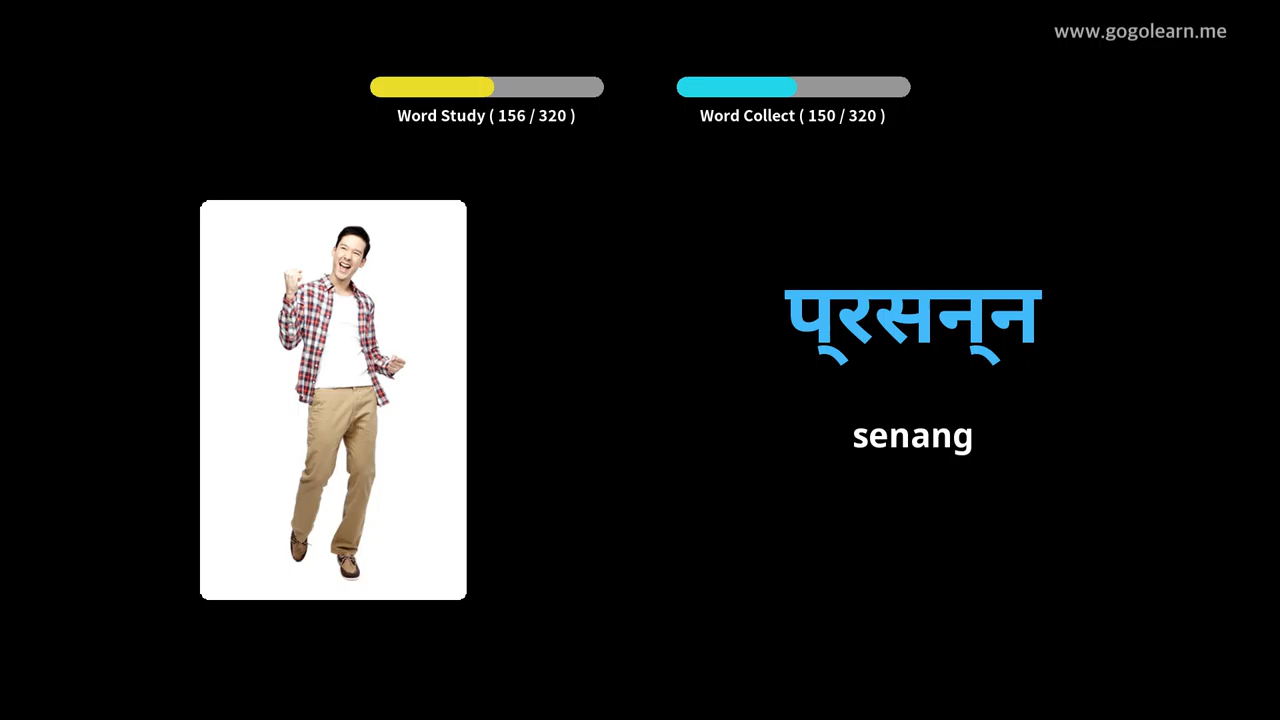 www.gogolearn.me
Word Study ( 156 / 320 )
Word Collect ( 150 / 320 )
प्रसन्न
senang